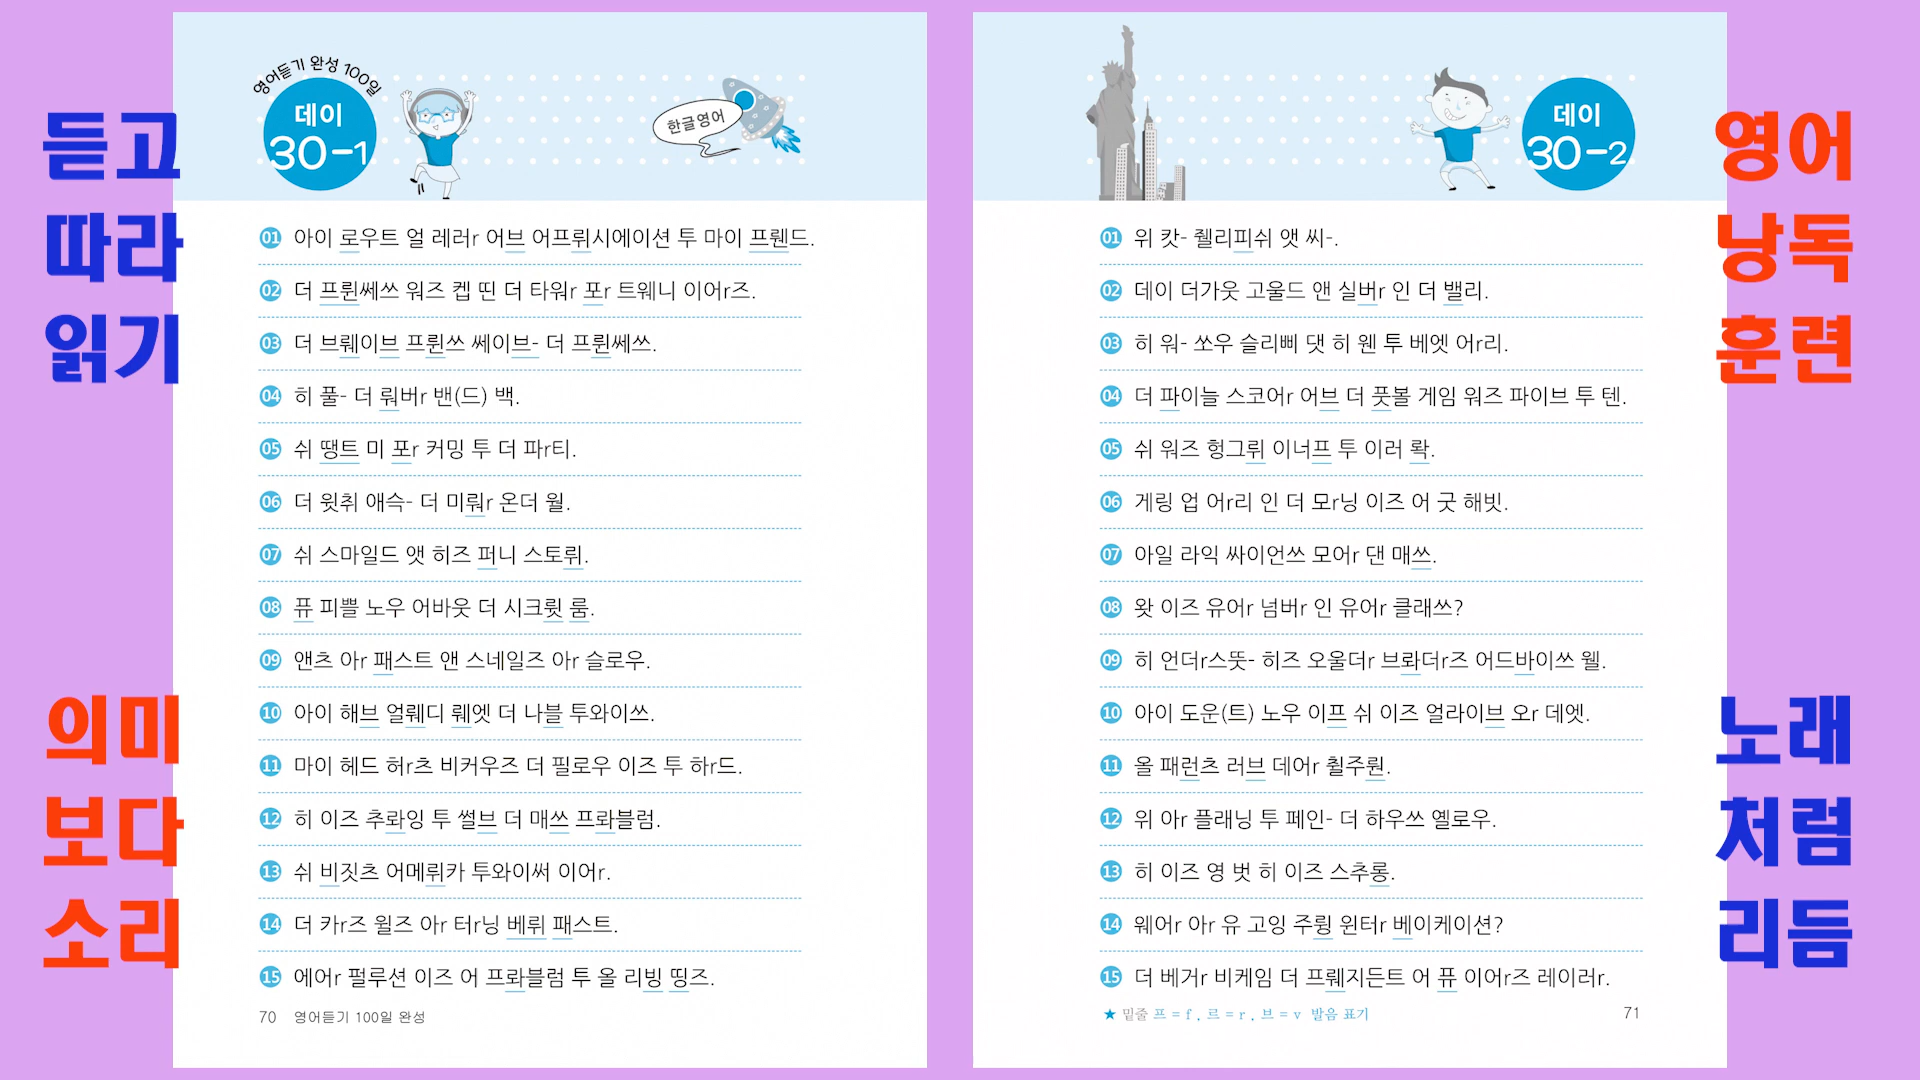 듣고
따라
읽기
의미
보다
소리
영어듣기 완성 100일
데이
30-1
한글영어
01 아이 로우트 얼 레러r 어브 어프뤼시에이션 투 마이 프렌드.
02 더 프륀쎄쓰 워즈 켑 띤 더 타워r 포r 트웨니 이어r즈.
03 더 브뤠이브 프륀쓰 쎄이브- 더 프륀쎄쓰.
04 히 풀- 더 뤄버r 밴(드) 백.
05 쉬 땡트 미 포r 커밍 투 더 파r티.
06 더 윗취 애슥- 더 미뤄r 온더 월.
07 쉬 스마일드 앳 히즈 퍼니 스토뤼.
08 퓨 피쁠 노우 어바웃 더 시크륏 룸.
09 앤츠 아r 패스트 앤 스네일즈 아r 슬로우.
10 아이 해브 얼뤠디 뤠엣 더 나블 투와이쓰.
11 마이 헤드 허r츠 비커우즈 더 필로우 이즈 투 하r드.
12 히 이즈 추롸잉 투 썰브 더 매쓰 프롸블럼.
13 쉬 비짓츠 어메뤼카 투와이써 이어r.
14 더 카r즈 윌즈 아r 터r닝 베뤼 패스트.
15 에어r 펄루션 이즈 어 프롸블럼 투 올 리빙 띵즈.
70 영어듣기 100일 완성
데이
30-2
01 위 캇- 줼리피쉬 앳 씨-.
02 데이 더가웃 고울드 앤 실버r 인 더 밸리.
03 히 워- 쏘우 슬리삐 댓 히 웬 투 베엣 어r리.
04 더 파이늘 스코어r 어브 더 풋볼 게임 워즈 파이브 투 텐.
05 쉬 워즈 헝그뤼 이너프 투 이러 롹.
06 게링 업 어r리 인 더 모r닝 이즈 어 굿 해빗.
07 아일 라익 싸이언쓰 모어r 댄 매쓰.
08 왓 이즈 유어r 넘버r 인 유어r 클래쓰?
09 히 언더r스뜻- 히즈 오울더r 브롸더r즈 어드바이쓰 웰.
10 아이 도운(트) 노우 이프 쉬 이즈 얼라이브 오r 데엣.
11 올 패런츠 러브 데어r 췰주뤈.
12 위 아r 플래닝 투 페인- 더 하우쓰 옐로우.
13 히 이즈 영 벗 히 이즈 스추롱.
14 웨어r 아r 유 고잉 주륑 윈터r 베이케이션?
15 더 베거r 비케임 더 프뤠지든트 어 퓨 이어r즈 레이러r.
★ 밑줄 프 = f , 르 = r , 브 = v 발음 표기
71
영어
낭독
훈련
노래
처럼
리듬